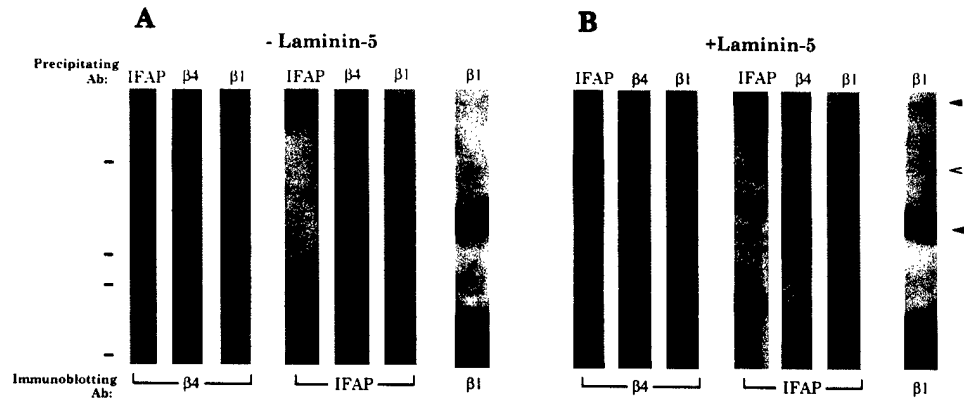 A
- Laminin-5
Precipitating Ab: IFAP β4 β1 IFAP β4 β1 β1
Immunoblotting Ab: β4 IFAP β1
B
+Laminin-5
IFAP β4 β1 IFAP β4 β1 β1
β4 IFAP β1